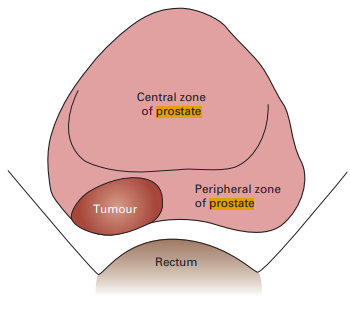 Central zone
of prostate
Peripheral zone
of prostate
Tumour
Rectum